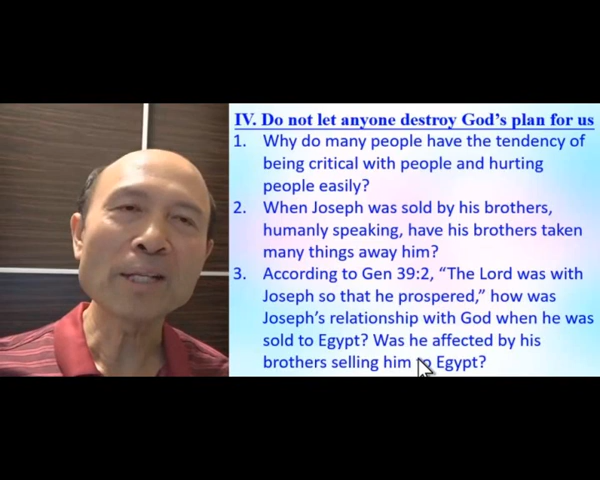 IV. Do not let anyone destroy God's plan for us
1. Why do many people have the tendency of
being critical with people and hurting
people easily?
2. When Joseph was sold by his brothers,
humanly speaking, have his brothers taken
many things away him?
3. According to Gen 39:2, “The Lord was with
Joseph so that he prospered,” how was
Joseph's relationship with God when he was
sold to Egypt? Was he affected by his
brothers selling him to Egypt?